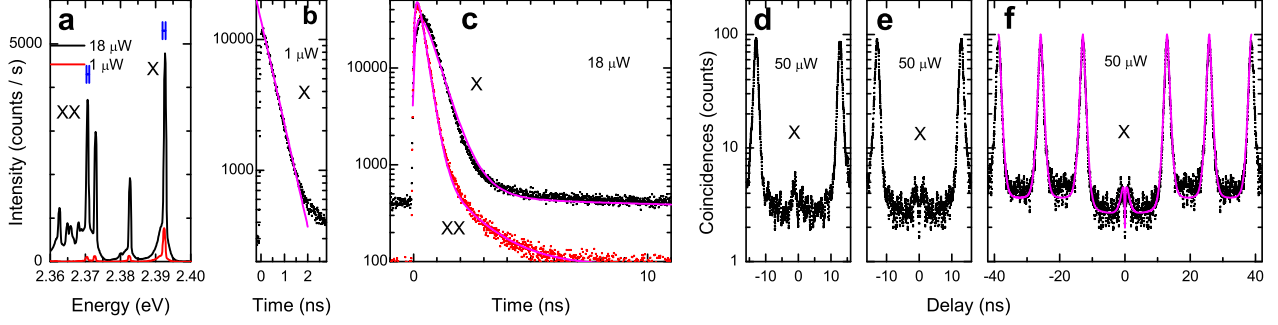 a
5000
18 μW
1 μW
X
XX
0
2.36 2.37 2.38 2.39 2.40
Energy (eV)
Intensity (counts / s)
b
10000
1 μW
X
1000
0 1 2
Time (ns)
c
10000
X
18 μW
1000
XX
100
0 10
Time (ns)
d
100
50 μW
X
10
1
-10 0 10
Coincidences (counts)
e
50 μW
X
-10 0 10
f
50 μW
X
-40 -20 0 20 40
Delay (ns)